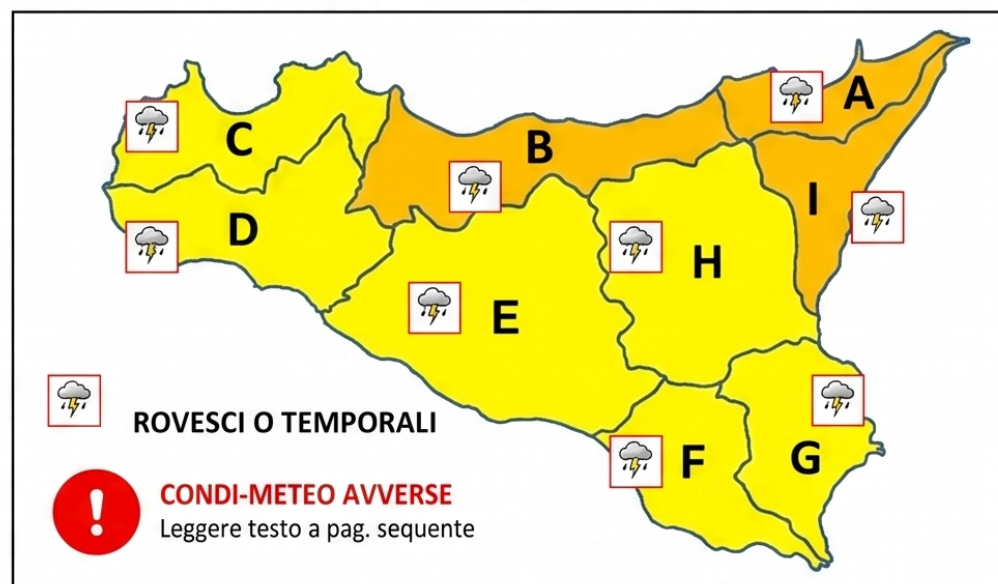 A
B
C
I
D
H
E
ROVESCI O TEMPORALI
F
G
CONDI-METEO AVVERSE
Leggere testo a pag. sequente
!